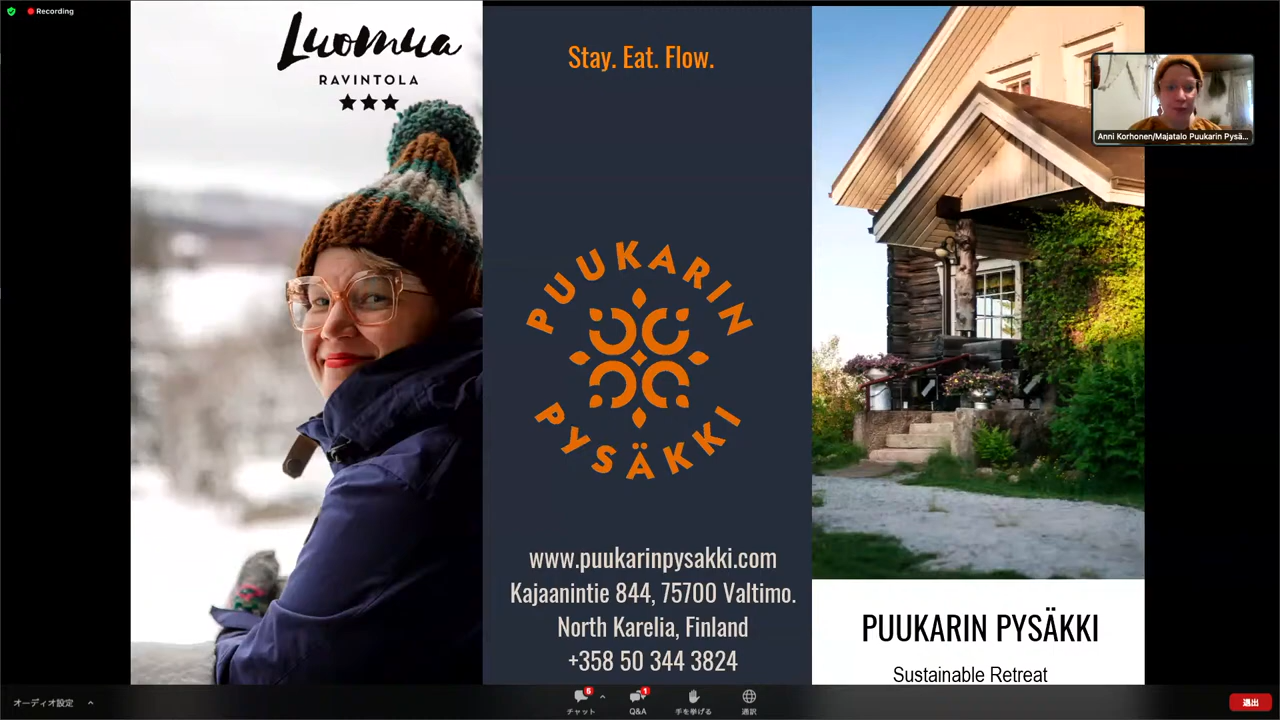 Recording
Luomua
RAVINTOLA
Stay. Eat. Flow.
Anni Korhonen/Majatalo Puukarin Pysä...
PUUKARIN
PYSÄKKI
www.puukarinpysakki.com
Kajaanintie 844, 75700 Valtimo.
North Karelia, Finland
+358 50 344 3824
PUUKARIN PYSÄKKI
Sustainable Retreat
オーディオ設定
6
チャット
1
Q&A
手を挙げる
通訳
退出